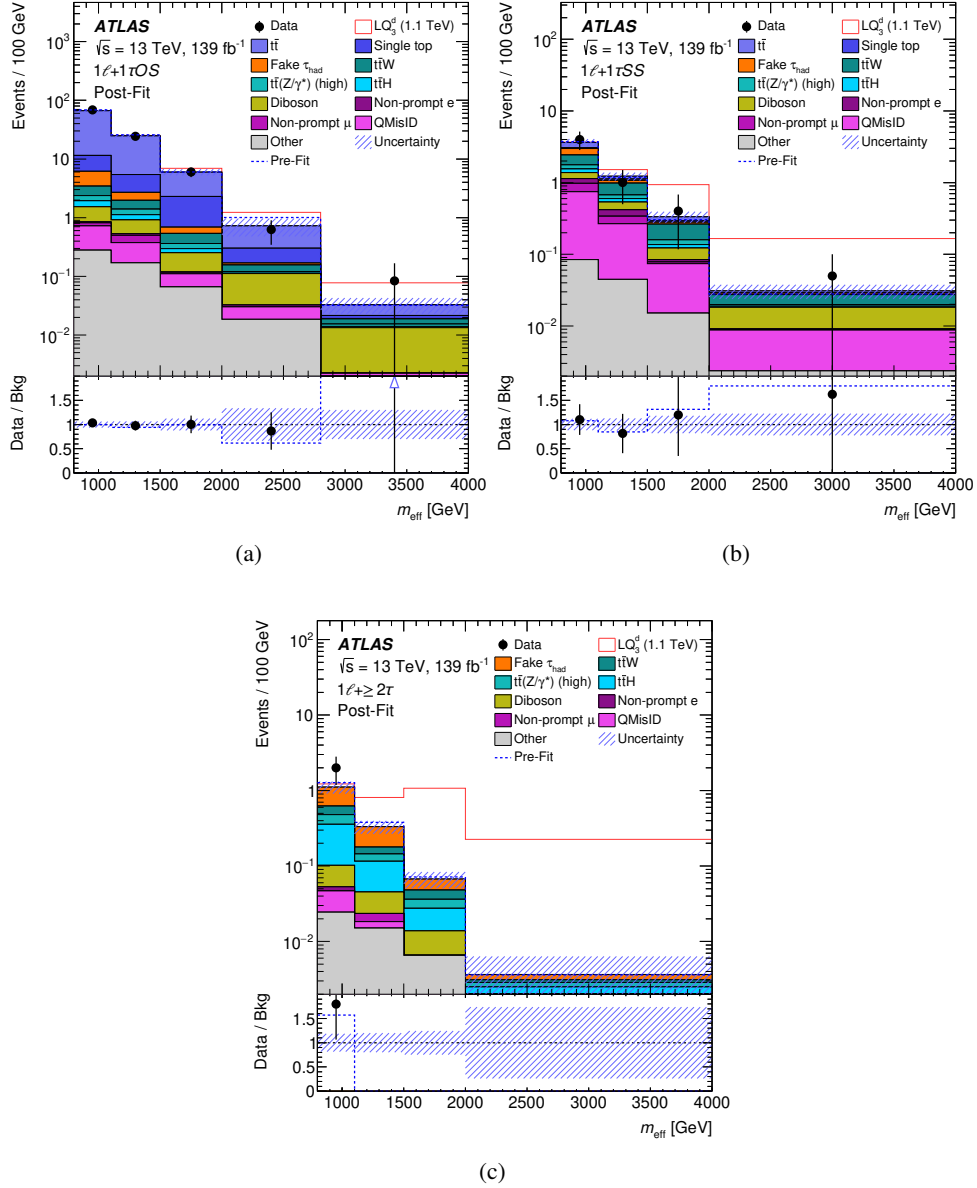 ATLAS
√s = 13 TeV, 139 fb⁻¹
1ℓ+1τOS
Post-Fit
Data
LQ₃ᵈ (1.1 TeV)
tt̄
Single top
Fake τhad
tt̄W
tt̄(Z/γ*) (high)
tt̄H
Diboson
Non-prompt e
Non-prompt μ
QMisID
Other
Uncertainty
Pre-Fit
Events / 100 GeV
10³
10²
10
1
10⁻¹
10⁻²
Data / Bkg
1.5
1
0.5
0
1000 1500 2000 2500 3000 3500 4000
meff [GeV]
(a)
ATLAS
√s = 13 TeV, 139 fb⁻¹
1ℓ+1τSS
Post-Fit
Data
LQ₃ᵈ (1.1 TeV)
tt̄
Single top
Fake τhad
tt̄W
tt̄(Z/γ*) (high)
tt̄H
Diboson
Non-prompt e
Non-prompt μ
QMisID
Other
Uncertainty
Pre-Fit
Events / 100 GeV
10²
10
1
10⁻¹
10⁻²
Data / Bkg
1.5
1
0.5
0
1000 1500 2000 2500 3000 3500 4000
meff [GeV]
(b)
ATLAS
√s = 13 TeV, 139 fb⁻¹
1ℓ+≥ 2τ
Post-Fit
Data
LQ₃ᵈ (1.1 TeV)
Fake τhad
tt̄W
tt̄(Z/γ*) (high)
tt̄H
Diboson
Non-prompt e
Non-prompt μ
QMisID
Other
Uncertainty
Pre-Fit
Events / 100 GeV
10²
10
1
10⁻¹
10⁻²
Data / Bkg
1.5
1
0.5
0
1000 1500 2000 2500 3000 3500 4000
meff [GeV]
(c)